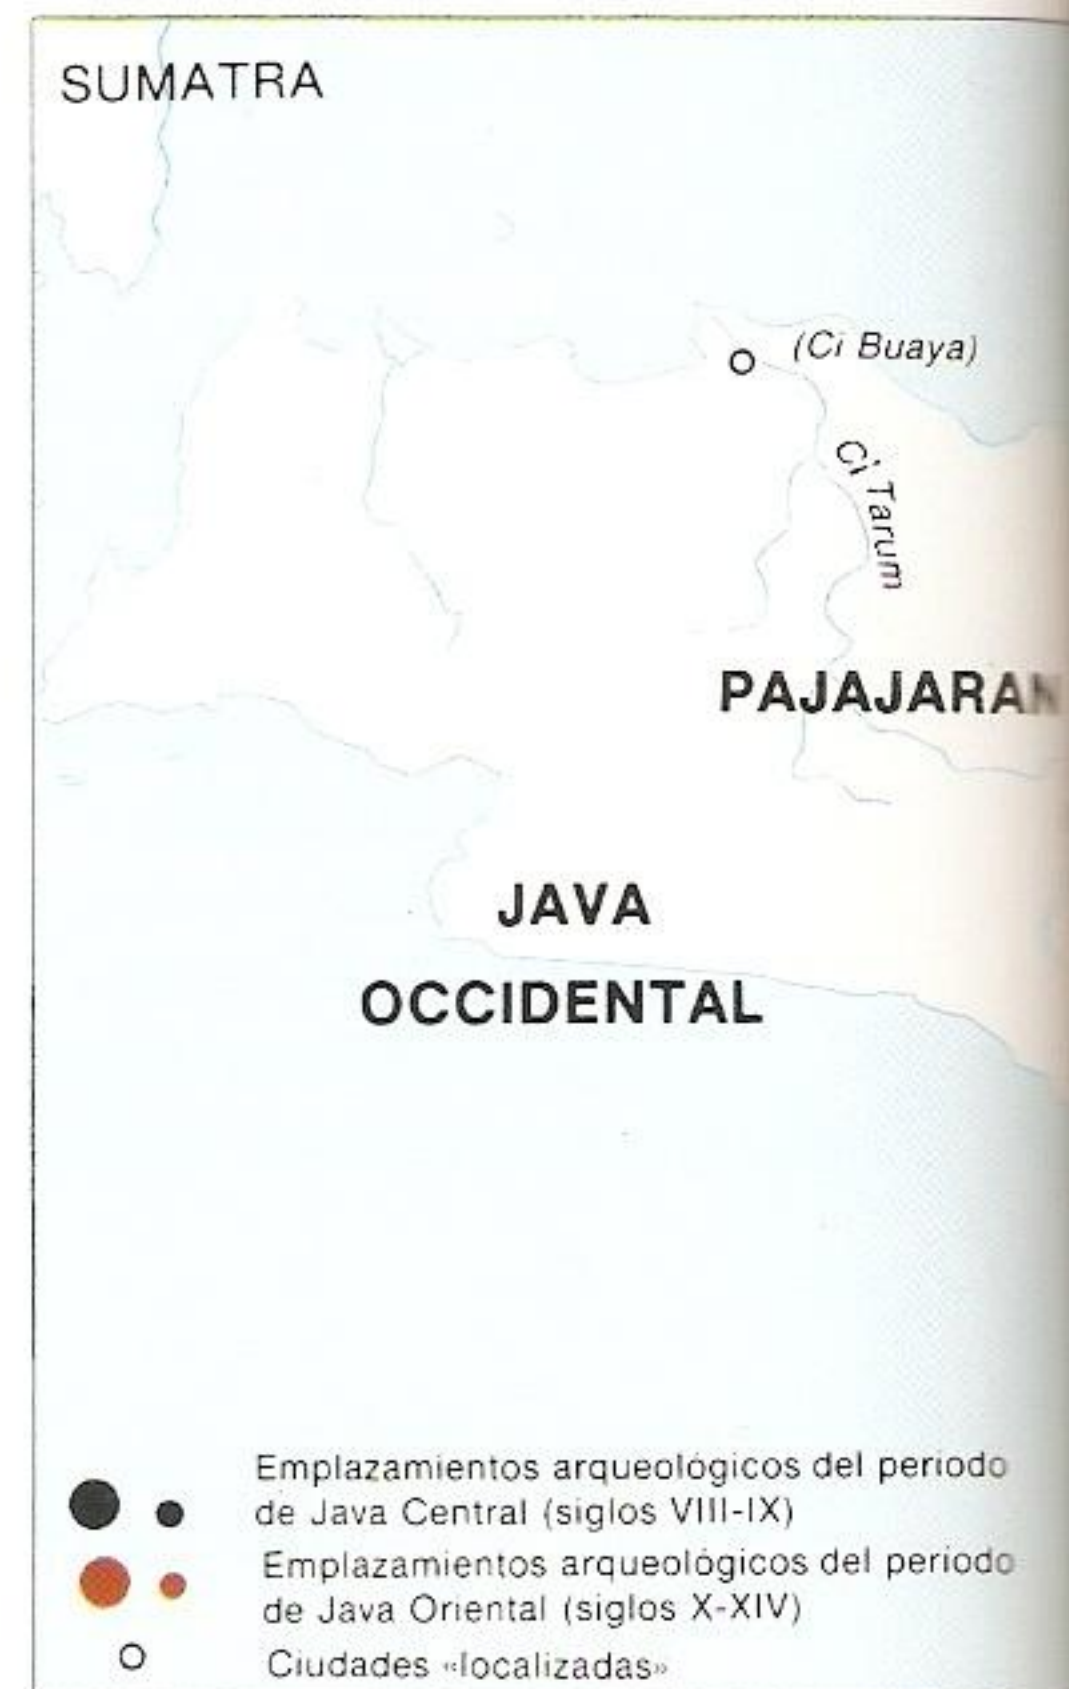 SUMATRA
(Ci Buaya)
Ci Tarum
PAJAJARAN
JAVA
OCCIDENTAL
Emplazamientos arqueológicos del periodo
de Java Central (siglos VIII-IX)
Emplazamientos arqueológicos del periodo
de Java Oriental (siglos X-XIV)
Ciudades «localizadas»